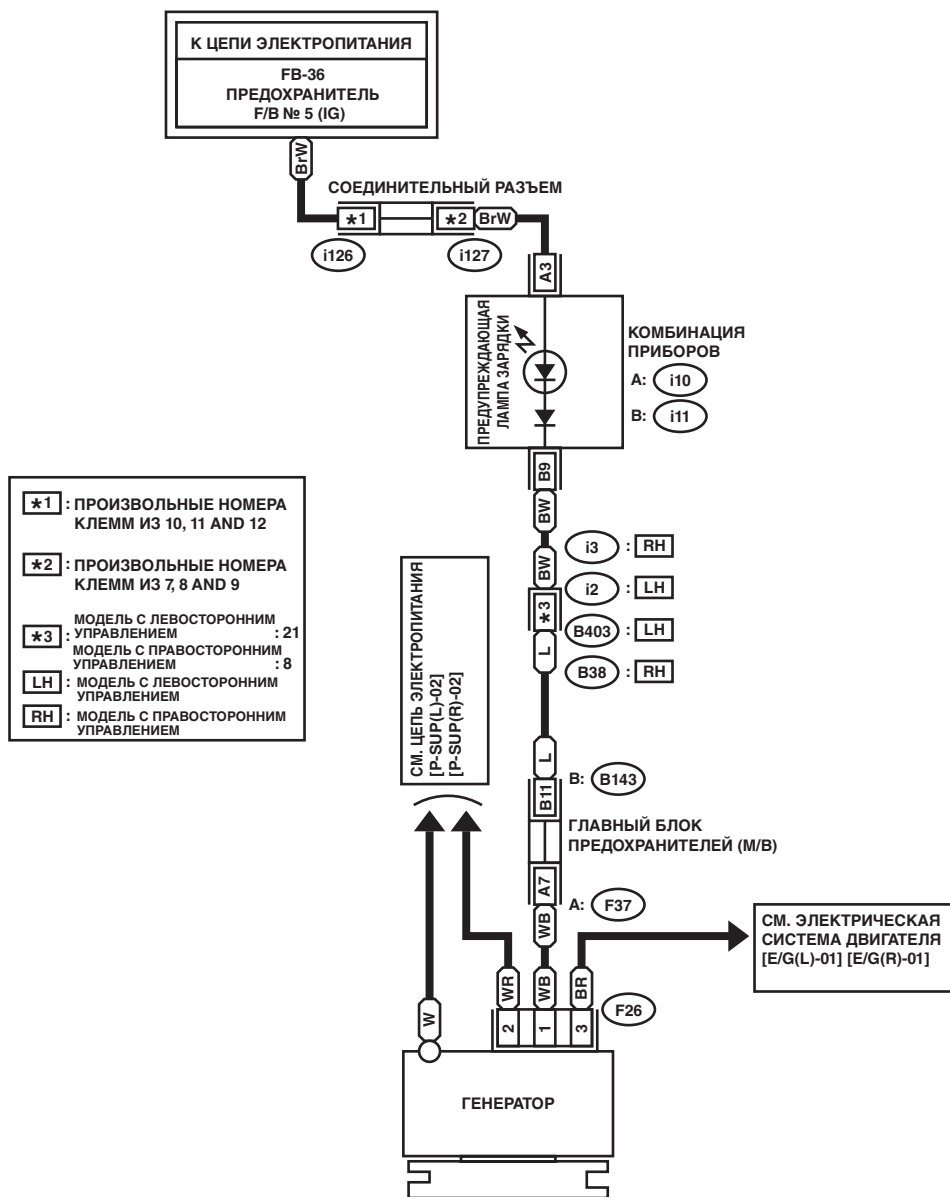 К ЦЕПИ ЭЛЕКТРОПИТАНИЯ
FB-36
ПРЕДОХРАНИТЕЛЬ
F/B № 5 (IG)
BrW
СОЕДИНИТЕЛЬНЫЙ РАЗЪЕМ
*1
*2
BrW
i126
i127
A3
ПРЕДУПРЕЖДАЮЩАЯ
ЛАМПА ЗАРЯДКИ
КОМБИНАЦИЯ
ПРИБОРОВ
A: i10
B: i11
B9
BW
BW
*3
L
i3 : RH
i2 : LH
B403 : LH
B38 : RH
*1 : ПРОИЗВОЛЬНЫЕ НОМЕРА
КЛЕММ ИЗ 10, 11 AND 12
*2 : ПРОИЗВОЛЬНЫЕ НОМЕРА
КЛЕММ ИЗ 7, 8 AND 9
*3 : МОДЕЛЬ С ЛЕВОСТОРОННИМ
УПРАВЛЕНИЕМ : 21
МОДЕЛЬ С ПРАВОСТОРОННИМ
УПРАВЛЕНИЕМ : 8
LH : МОДЕЛЬ С ЛЕВОСТОРОННИМ
УПРАВЛЕНИЕМ
RH : МОДЕЛЬ С ПРАВОСТОРОННИМ
УПРАВЛЕНИЕМ
СМ. ЦЕПЬ ЭЛЕКТРОПИТАНИЯ
[P-SUP(L)-02]
[P-SUP(R)-02]
L
B11
B: B143
ГЛАВНЫЙ БЛОК
ПРЕДОХРАНИТЕЛЕЙ (M/B)
A7
A: F37
WB
СМ. ЭЛЕКТРИЧЕСКАЯ
СИСТЕМА ДВИГАТЕЛЯ
[E/G(L)-01] [E/G(R)-01]
W
WR
WB
BR
2
1
3
F26
ГЕНЕРАТОР